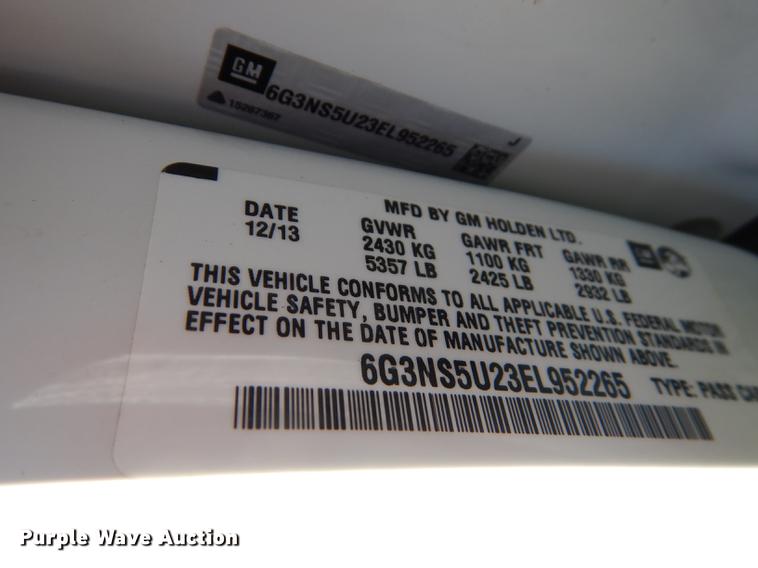 GM
6G3NS5U23EL952265
15267367
J
MFD BY GM HOLDEN LTD.
DATE
12/13
GVWR
2430 KG
5357 LB
GAWR FRT
1100 KG
2425 LB
GAWR RR
1330 KG
2932 LB
THIS VEHICLE CONFORMS TO ALL APPLICABLE U.S. FEDERAL MOTOR
VEHICLE SAFETY, BUMPER AND THEFT PREVENTION STANDARDS IN
EFFECT ON THE DATE OF MANUFACTURE SHOWN ABOVE.
6G3NS5U23EL952265
TYPE: PASS CAR
Purple Wave Auction